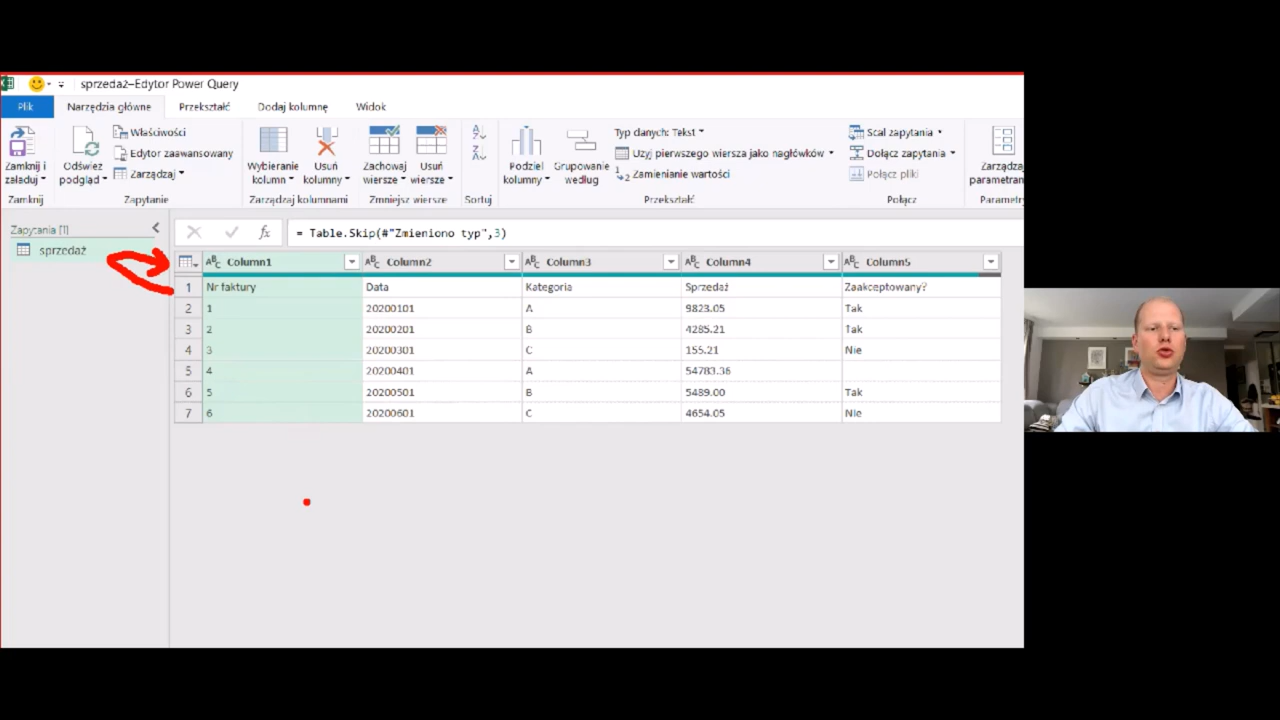 sprzedaż–Edytor Power Query
Plik Narzędzia główne Przekształć Dodaj kolumnę Widok
Zamknij i załaduj
Zamknij
Odśwież podgląd
Właściwości
Edytor zaawansowany
Zarządzaj
Zapytanie
Wybieranie kolumn
Usuń kolumny
Zarządzaj kolumnami
Zachowaj wiersze
Usuń wiersze
Zmniejsz wiersze
Sortuj
Podziel kolumny
Grupowanie według
Typ danych: Tekst
Użyj pierwszego wiersza jako nagłówków
Zamienianie wartości
Przekształć
Scal zapytania
Dołącz zapytania
Połącz pliki
Połącz
Zarządza
parametran
Parametry
Zapytania [1]
sprzedaż
fx = Table.Skip(#"Zmieniono typ",3)
Column1 Column2 Column3 Column4 Column5
1 Nr faktury Data Kategoria Sprzedaż Zaakceptowany?
2 1 20200101 A 9823.05 Tak
3 2 20200201 B 4285.21 Tak
4 3 20200301 C 155.21 Nie
5 4 20200401 A 54783.36
6 5 20200501 B 5489.00 Tak
7 6 20200601 C 4654.05 Nie